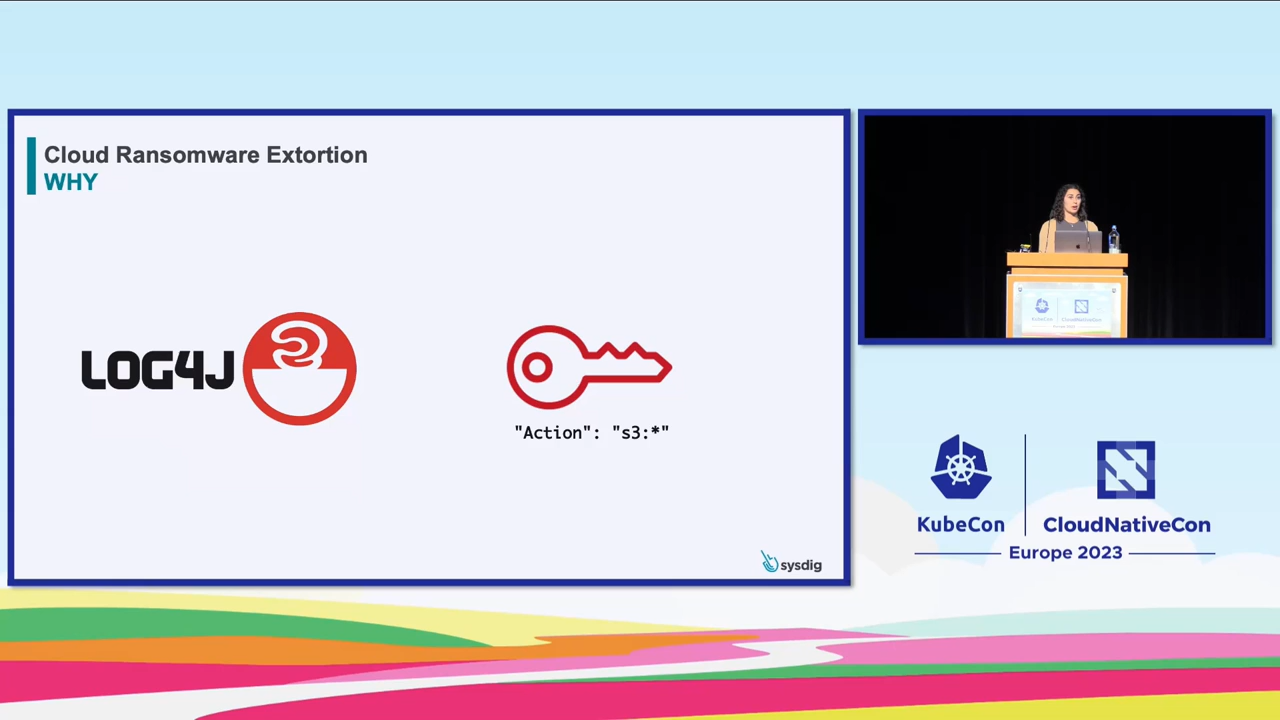 Cloud Ransomware Extortion
WHY
LOG4J
"Action": "s3:*"
sysdig
KubeCon
CloudNativeCon
Europe 2023